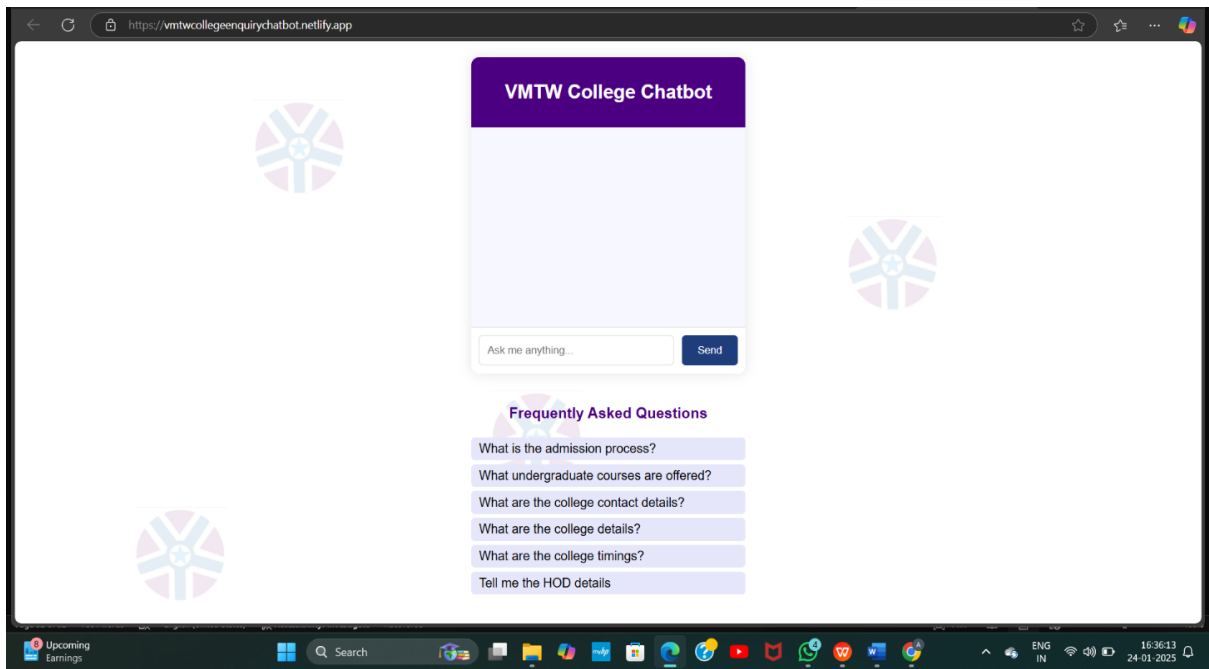 https://vmtwcollegeenquirychatbot.netlify.app
VMTW College Chatbot
Ask me anything...
Send
Frequently Asked Questions
What is the admission process?
What undergraduate courses are offered?
What are the college contact details?
What are the college details?
What are the college timings?
Tell me the HOD details
8
Upcoming
Earnings
Search
4
ENG
IN
16:36:13
24-01-2025